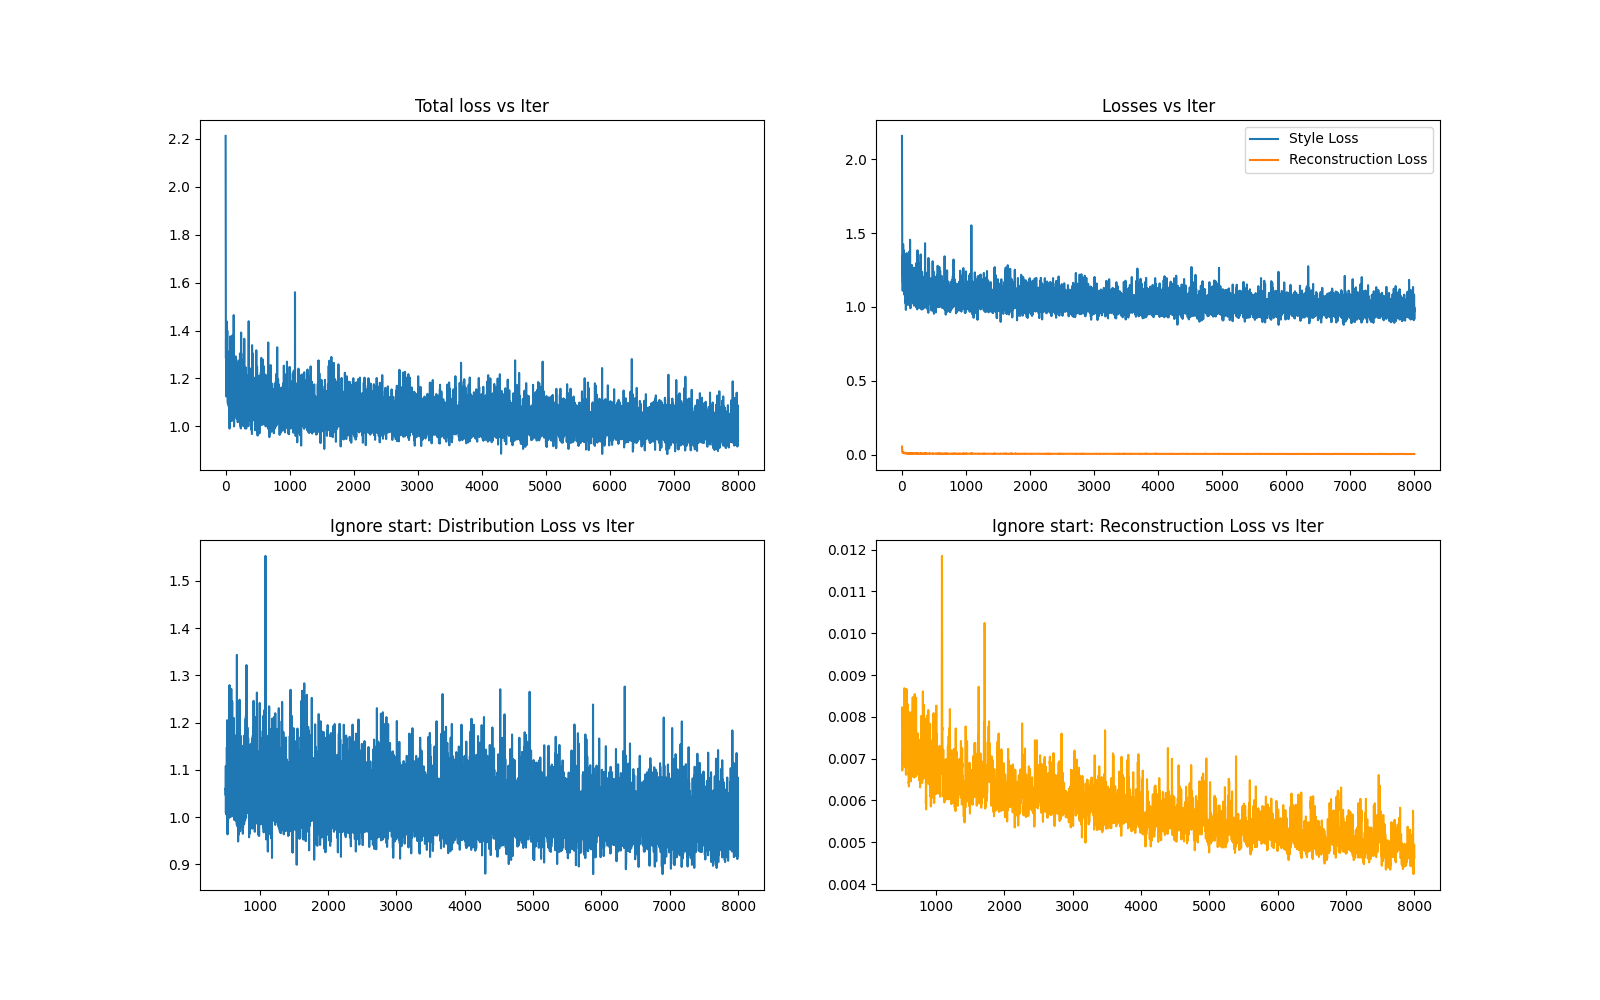 Total loss vs Iter
2.2
2.0
1.8
1.6
1.4
1.2
1.0
0 1000 2000 3000 4000 5000 6000 7000 8000
Losses vs Iter
Style Loss
Reconstruction Loss
2.0
1.5
1.0
0.5
0.0
0 1000 2000 3000 4000 5000 6000 7000 8000
Ignore start: Distribution Loss vs Iter
1.5
1.4
1.3
1.2
1.1
1.0
0.9
1000 2000 3000 4000 5000 6000 7000 8000
Ignore start: Reconstruction Loss vs Iter
0.012
0.011
0.010
0.009
0.008
0.007
0.006
0.005
0.004
1000 2000 3000 4000 5000 6000 7000 8000